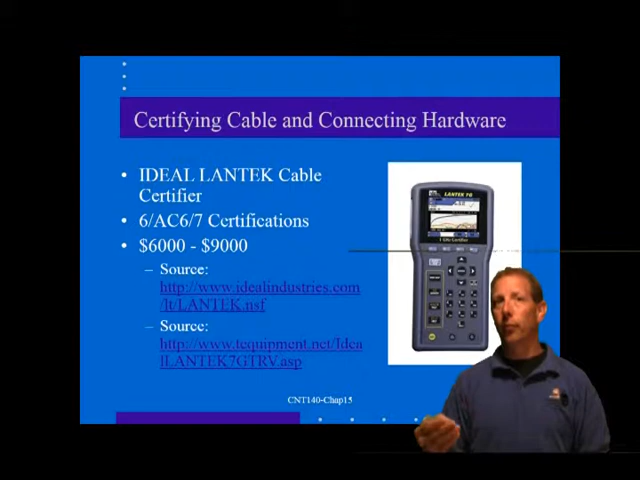 Certifying Cable and Connecting Hardware
• IDEAL LANTEK Cable
Certifier
• 6/AC6/7 Certifications
• $6000 - $9000
– Source:
http://www.idealindustries.com
/lt/LANTEK.nsf
– Source:
http://www.tequipment.net/Idea
lLANTEK7GTRV.asp
LANTEK 7G
CNT140-Chap15